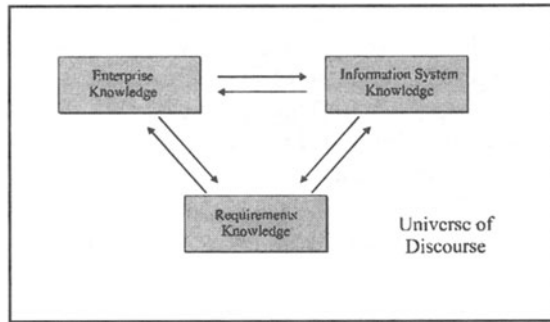 Enterprise
Knowledge
Information System
Knowledge
Requirements
Knowledge
Universe of
Discourse